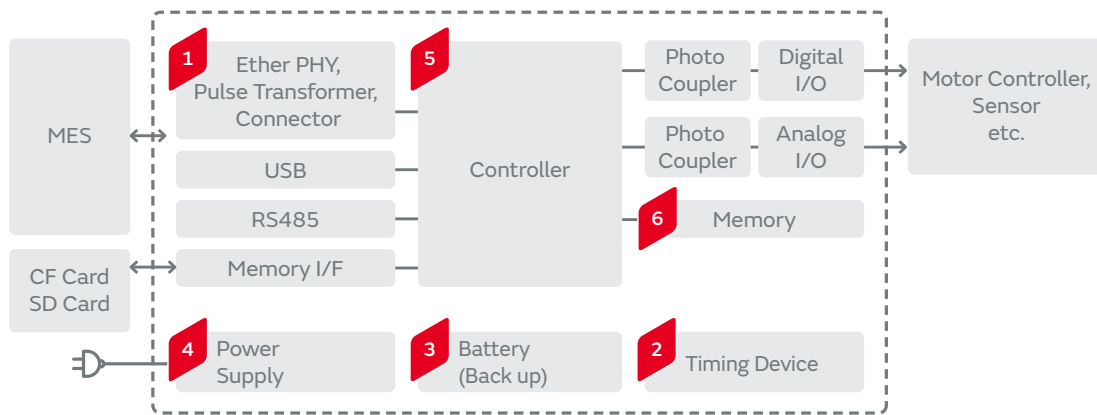 MES
CF Card
SD Card
1
Ether PHY,
Pulse Transformer,
Connector
USB
RS485
Memory I/F
5
Controller
Photo
Coupler
Digital
I/O
Photo
Coupler
Analog
I/O
6
Memory
Motor Controller,
Sensor
etc.
4
Power
Supply
3
Battery
(Back up)
2
Timing Device